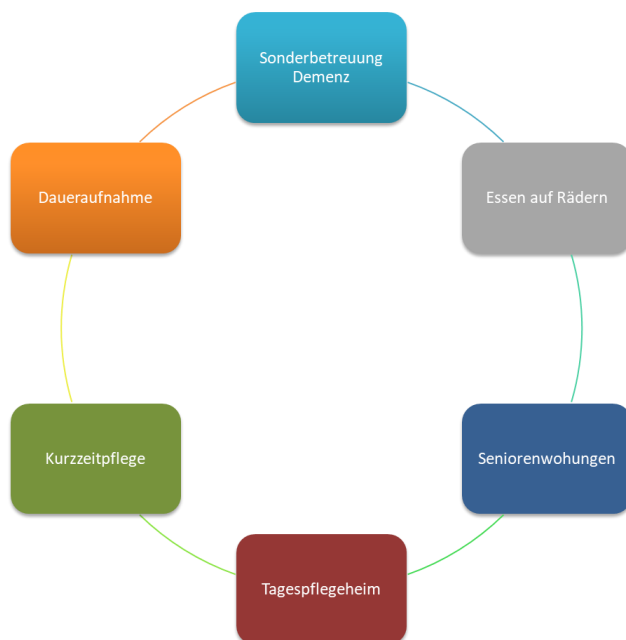 Sonderbetreuung
Demenz
Essen auf Rädern
Seniorenwohungen
Tagespflegeheim
Kurzzeitpflege
Daueraufnahme